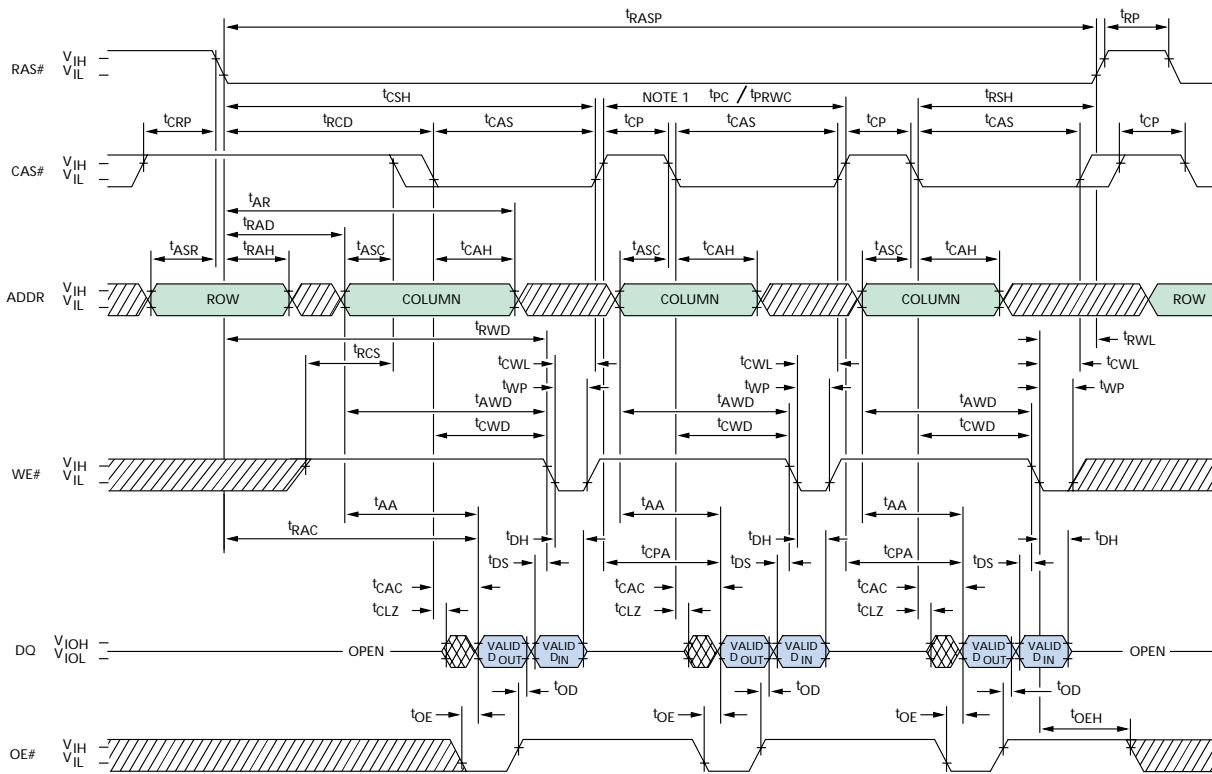 tRASP tRP
RAS# VIH
VIL
tCSH NOTE 1 tPC / tPRWC tRSH
tCRP tRCD tCAS tCP tCAS tCP tCAS tCP
CAS# VIH
VIL
tAR
tRAD
tASR tRAH tASC tCAH tASC tCAH tASC tCAH
ADDR VIH
VIL
ROW COLUMN COLUMN COLUMN ROW
tRWD tRWL
tRCS tCWL tCWL tCWL
tWP tWP tWP
tAWD tAWD tAWD
tCWD tCWD tCWD
WE# VIH
VIL
tAA tAA tAA
tRAC tDH tDH tDH
tDS tCPA tDS tCPA tDS
tCAC tCAC tCAC
tCLZ tCLZ tCLZ
DQ VIOH
VIOL
OPEN VALID DOUT VALID DIN VALID DOUT VALID DIN VALID DOUT VALID DIN OPEN
tOD tOD tOD
tOE tOE tOE tOEH
OE# VIH
VIL